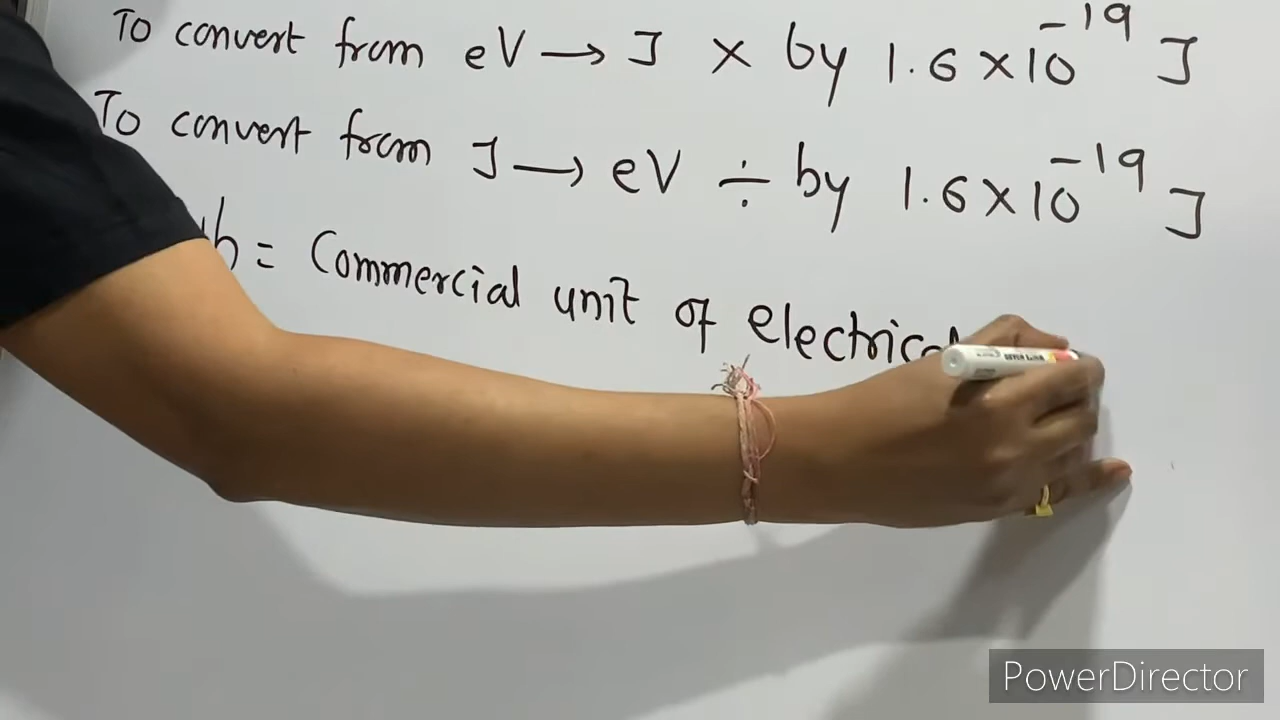 To convert from eV → J × by 1.6 × 10⁻¹⁹ J
To convert from J → eV ÷ by 1.6 × 10⁻¹⁹ J
= Commercial unit of electrical
PowerDirector